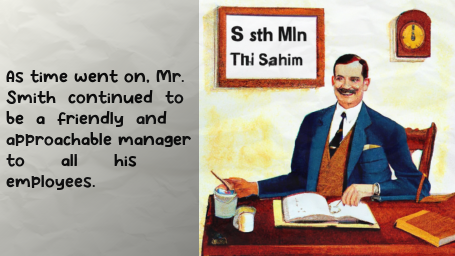 As time went on, Mr.
Smith continued to
be a friendly and
approachable manager
to all his
employees.
S sth Mln
Thi Sahim